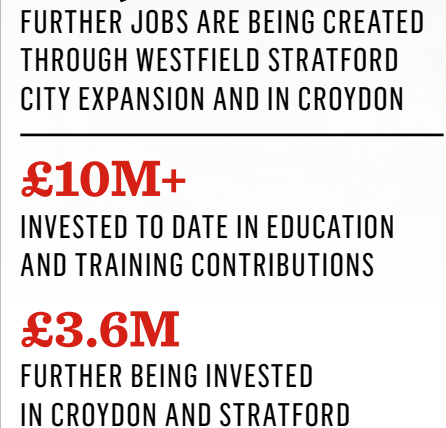 FURTHER JOBS ARE BEING CREATED
THROUGH WESTFIELD STRATFORD
CITY EXPANSION AND IN CROYDON
£10M+
INVESTED TO DATE IN EDUCATION
AND TRAINING CONTRIBUTIONS
£3.6M
FURTHER BEING INVESTED
IN CROYDON AND STRATFORD